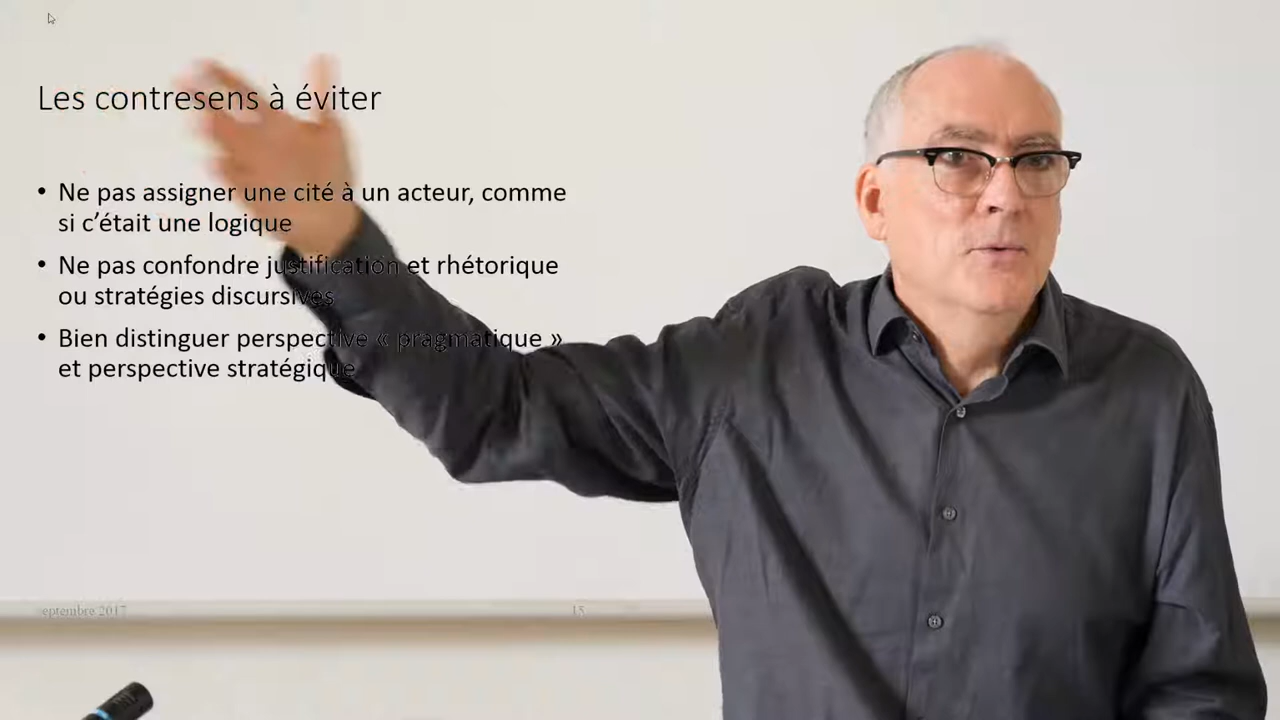 Les contresens à éviter
• Ne pas assigner une cité à un acteur, comme
si c’était une logique
• Ne pas confondre justification et rhétorique
ou stratégies discursives
• Bien distinguer perspective « pragmatique »
et perspective stratégique
eptembre 2017 15